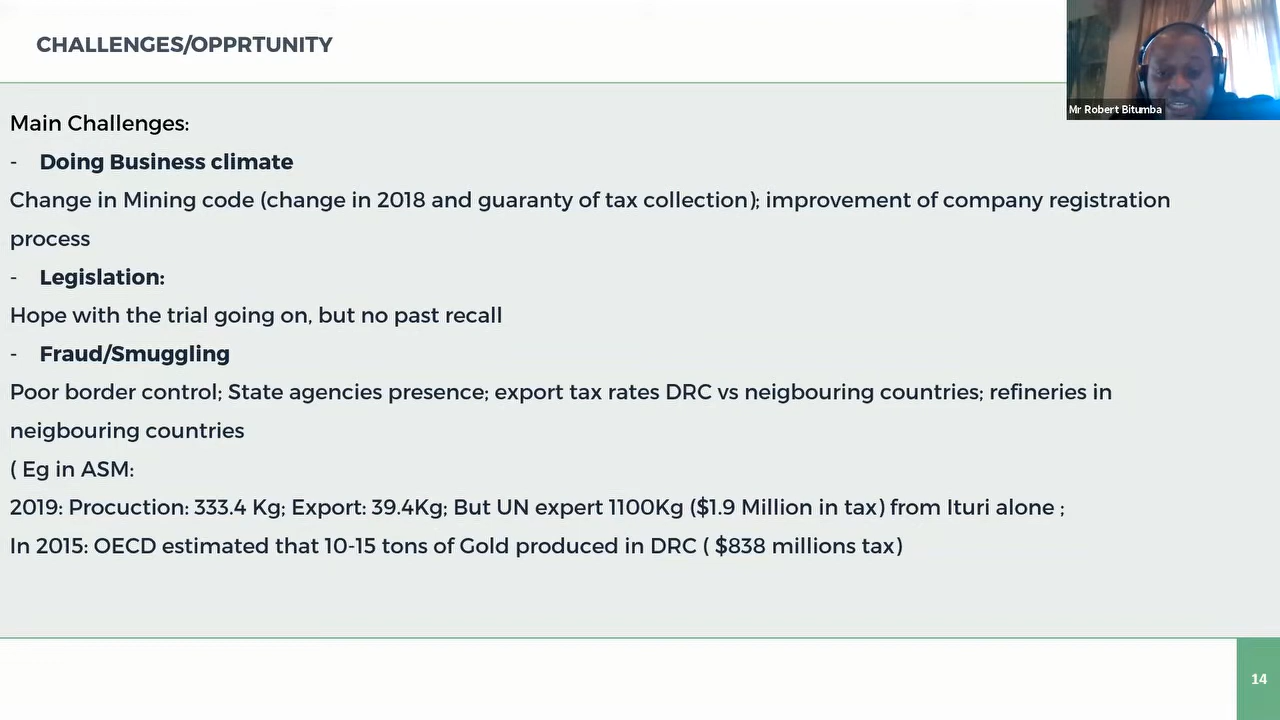 CHALLENGES/OPPRTUNITY
Mr Robert Bitumba
Main Challenges:
- Doing Business climate
Change in Mining code (change in 2018 and guaranty of tax collection); improvement of company registration
process
- Legislation:
Hope with the trial going on, but no past recall
- Fraud/Smuggling
Poor border control; State agencies presence; export tax rates DRC vs neigbouring countries; refineries in
neigbouring countries
( Eg in ASM:
2019: Procuction: 333.4 Kg; Export: 39.4Kg; But UN expert 1100Kg ($1.9 Million in tax) from Ituri alone ;
In 2015: OECD estimated that 10-15 tons of Gold produced in DRC ( $838 millions tax)
14